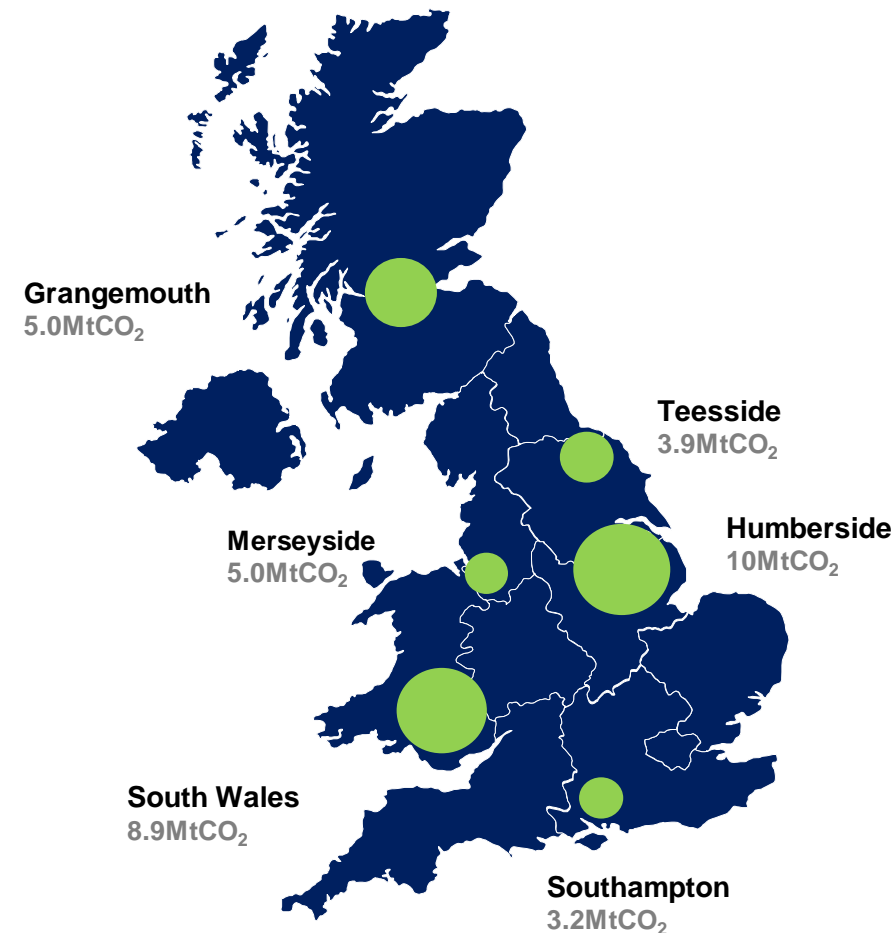 Grangemouth
5.0MtCO₂
Teesside
3.9MtCO₂
Humberside
10MtCO₂
Merseyside
5.0MtCO₂
South Wales
8.9MtCO₂
Southampton
3.2MtCO₂